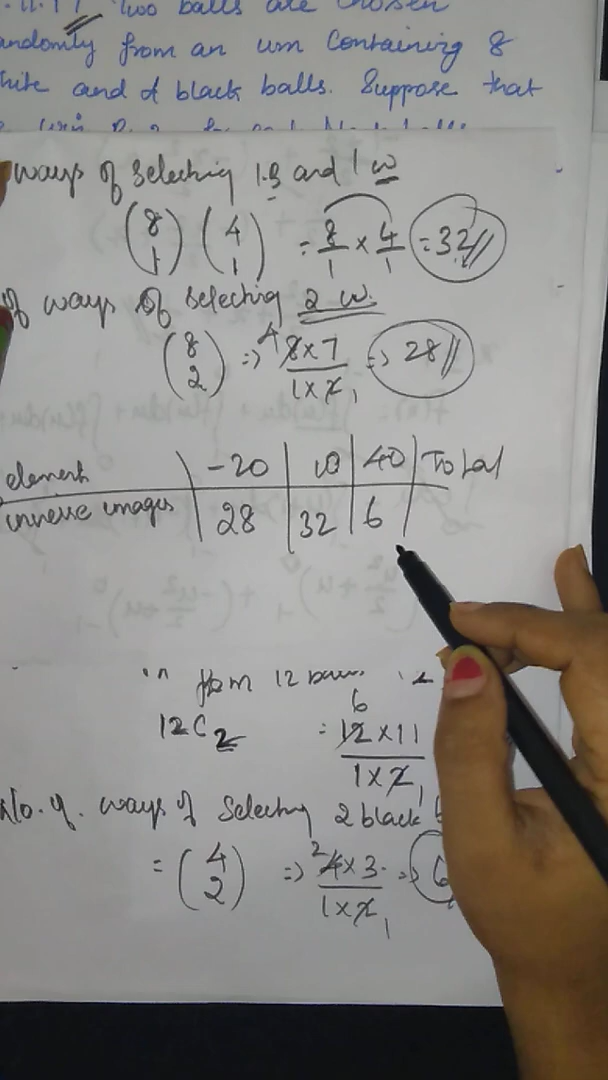 Two balls are chosen
randomly from an urn containing 8
white and 4 black balls. Suppose that
ways of selecting 1 B and 1 W
(8 1) (4 1) = 8/1 × 4/1 = 32//
of ways of selecting 2 W.
(8 2) => 8×7/1×2 => 28//
element | -20 | 10 | 40 | Total
inverse images | 28 | 32 | 6 |
from 12
12C2 = 12×11/1×2
No. of ways of selecting 2 black
= (4 2) => 4×3/1×2 => 6